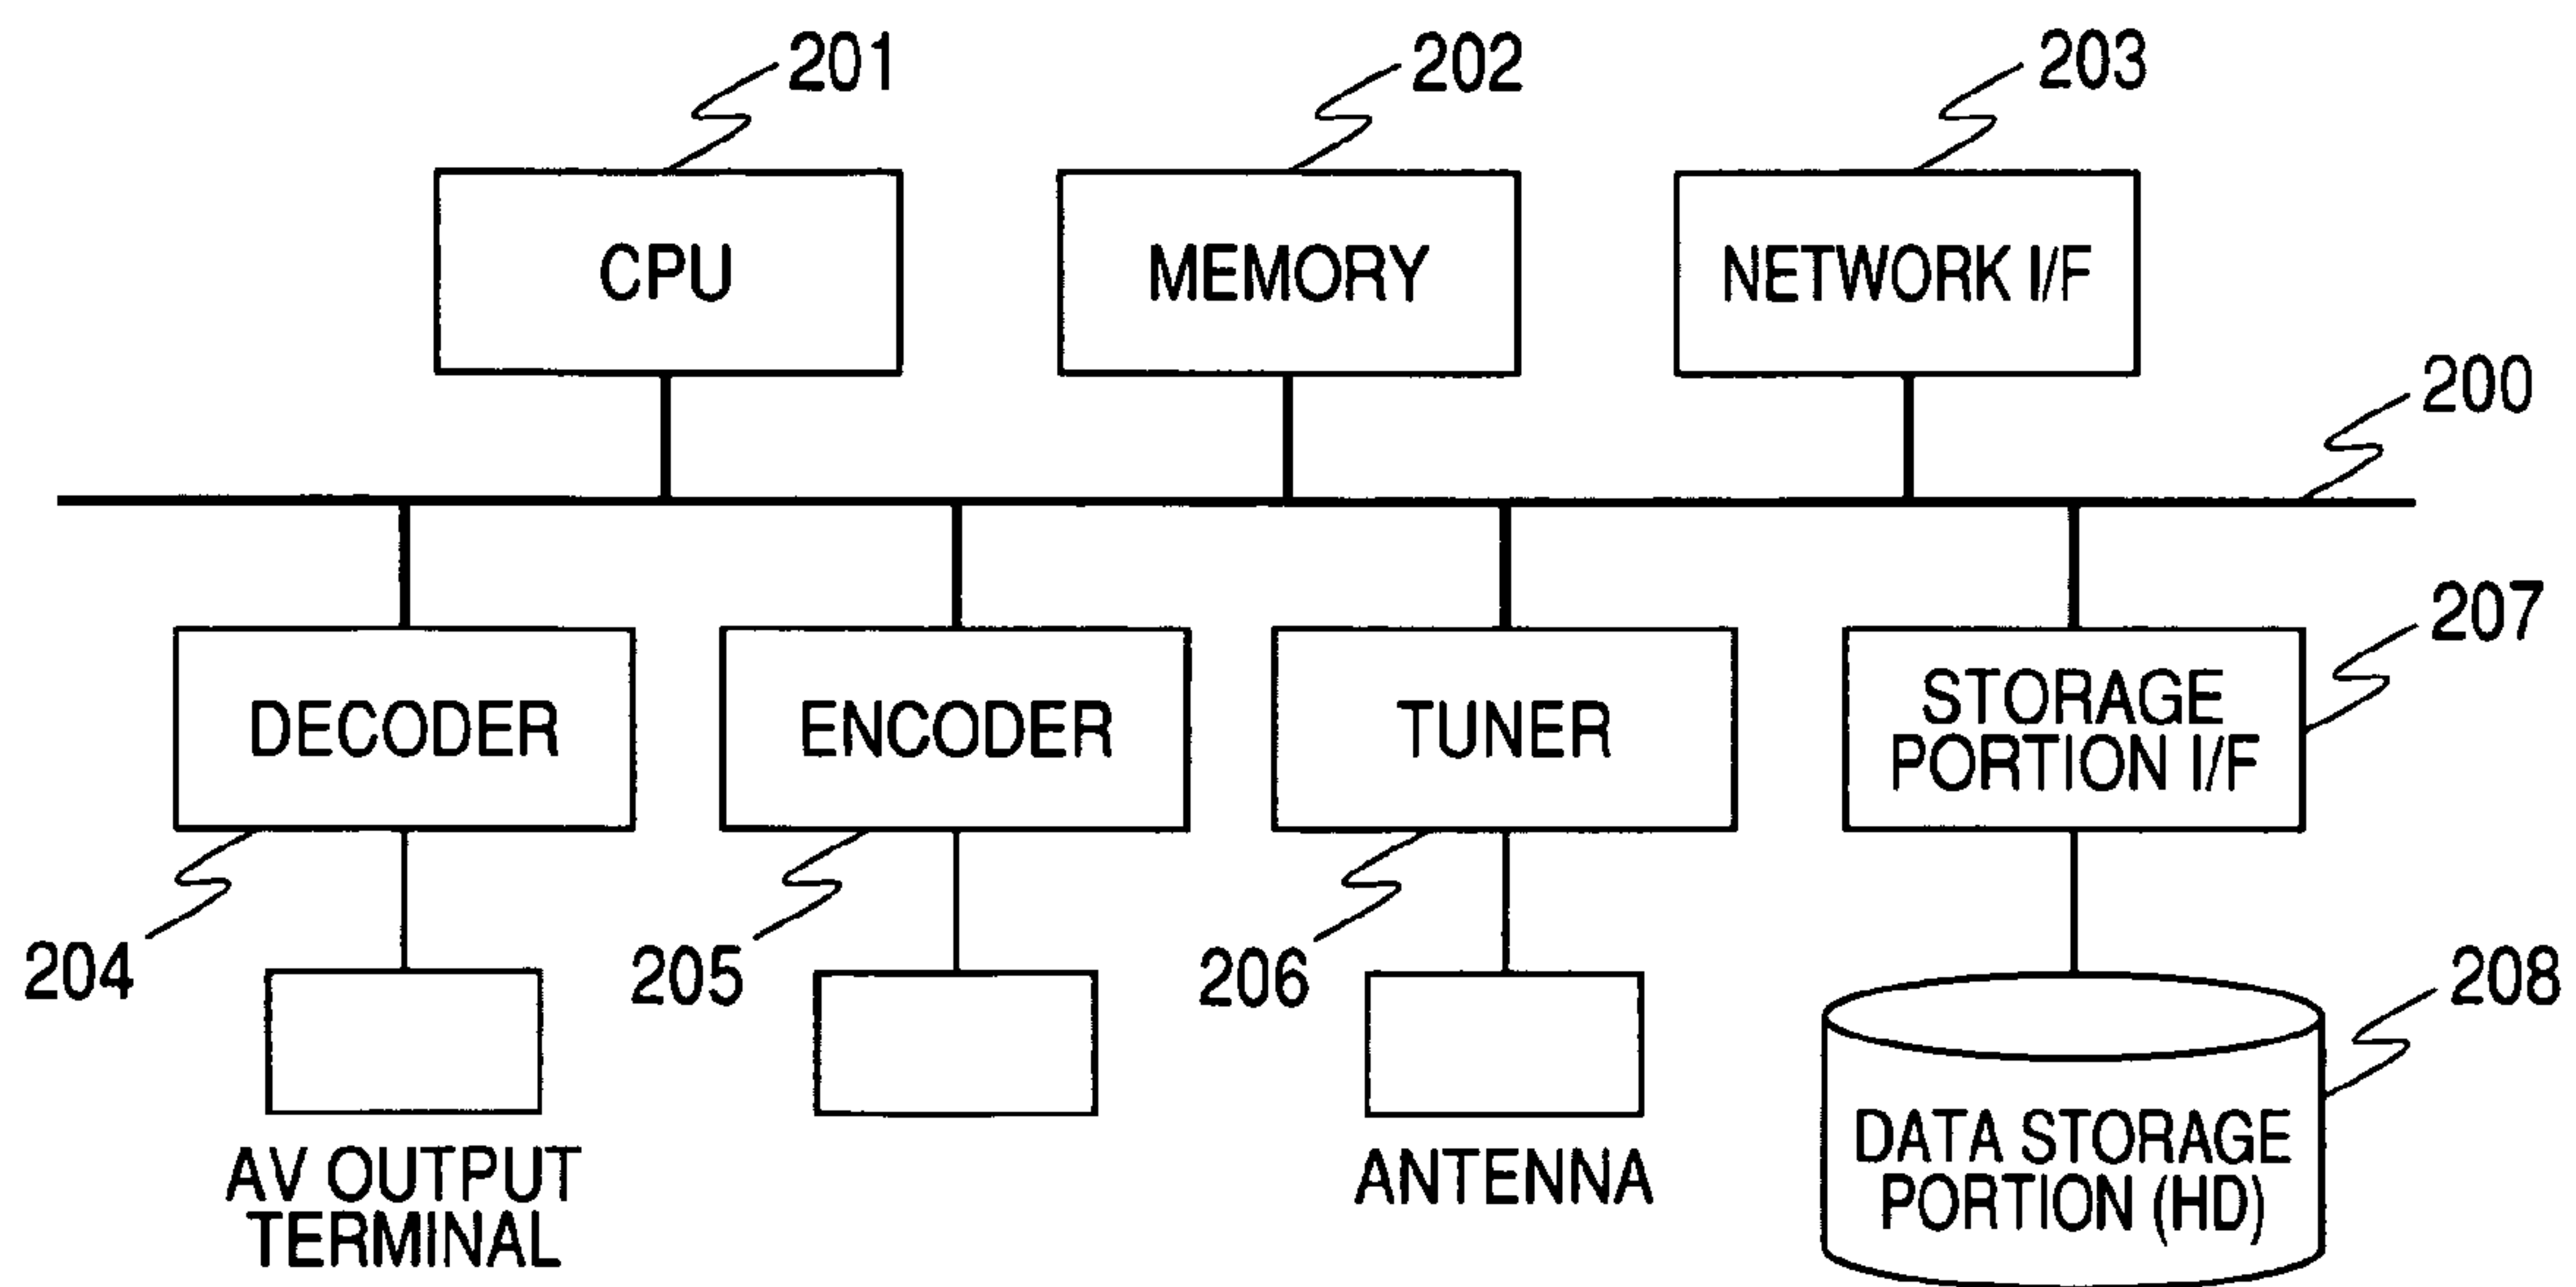 201
202
203
CPU
MEMORY
NETWORK I/F
200
207
DECODER
ENCODER
TUNER
STORAGE
PORTION I/F
204
205
206
208
AV OUTPUT
TERMINAL
ANTENNA
DATA STORAGE
PORTION (HD)